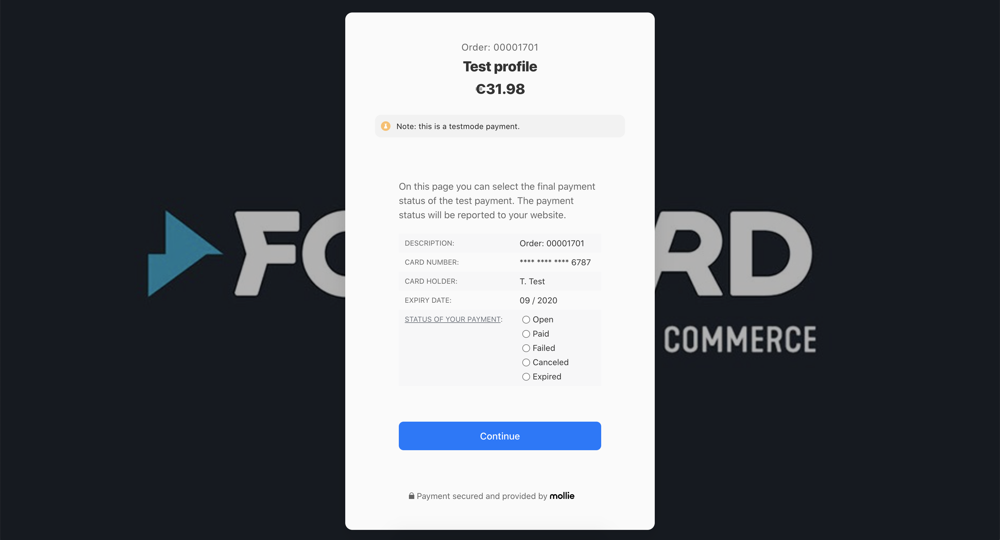 Order: 00001701
Test profile
€31.98
Note: this is a testmode payment.
On this page you can select the final payment
status of the test payment. The payment
status will be reported to your website.
DESCRIPTION: Order: 00001701
CARD NUMBER: **** **** **** 6787
CARD HOLDER: T. Test
EXPIRY DATE: 09 / 2020
STATUS OF YOUR PAYMENT: Open
Paid
Failed
Canceled
Expired
Continue
Payment secured and provided by mollie
COMMERCE